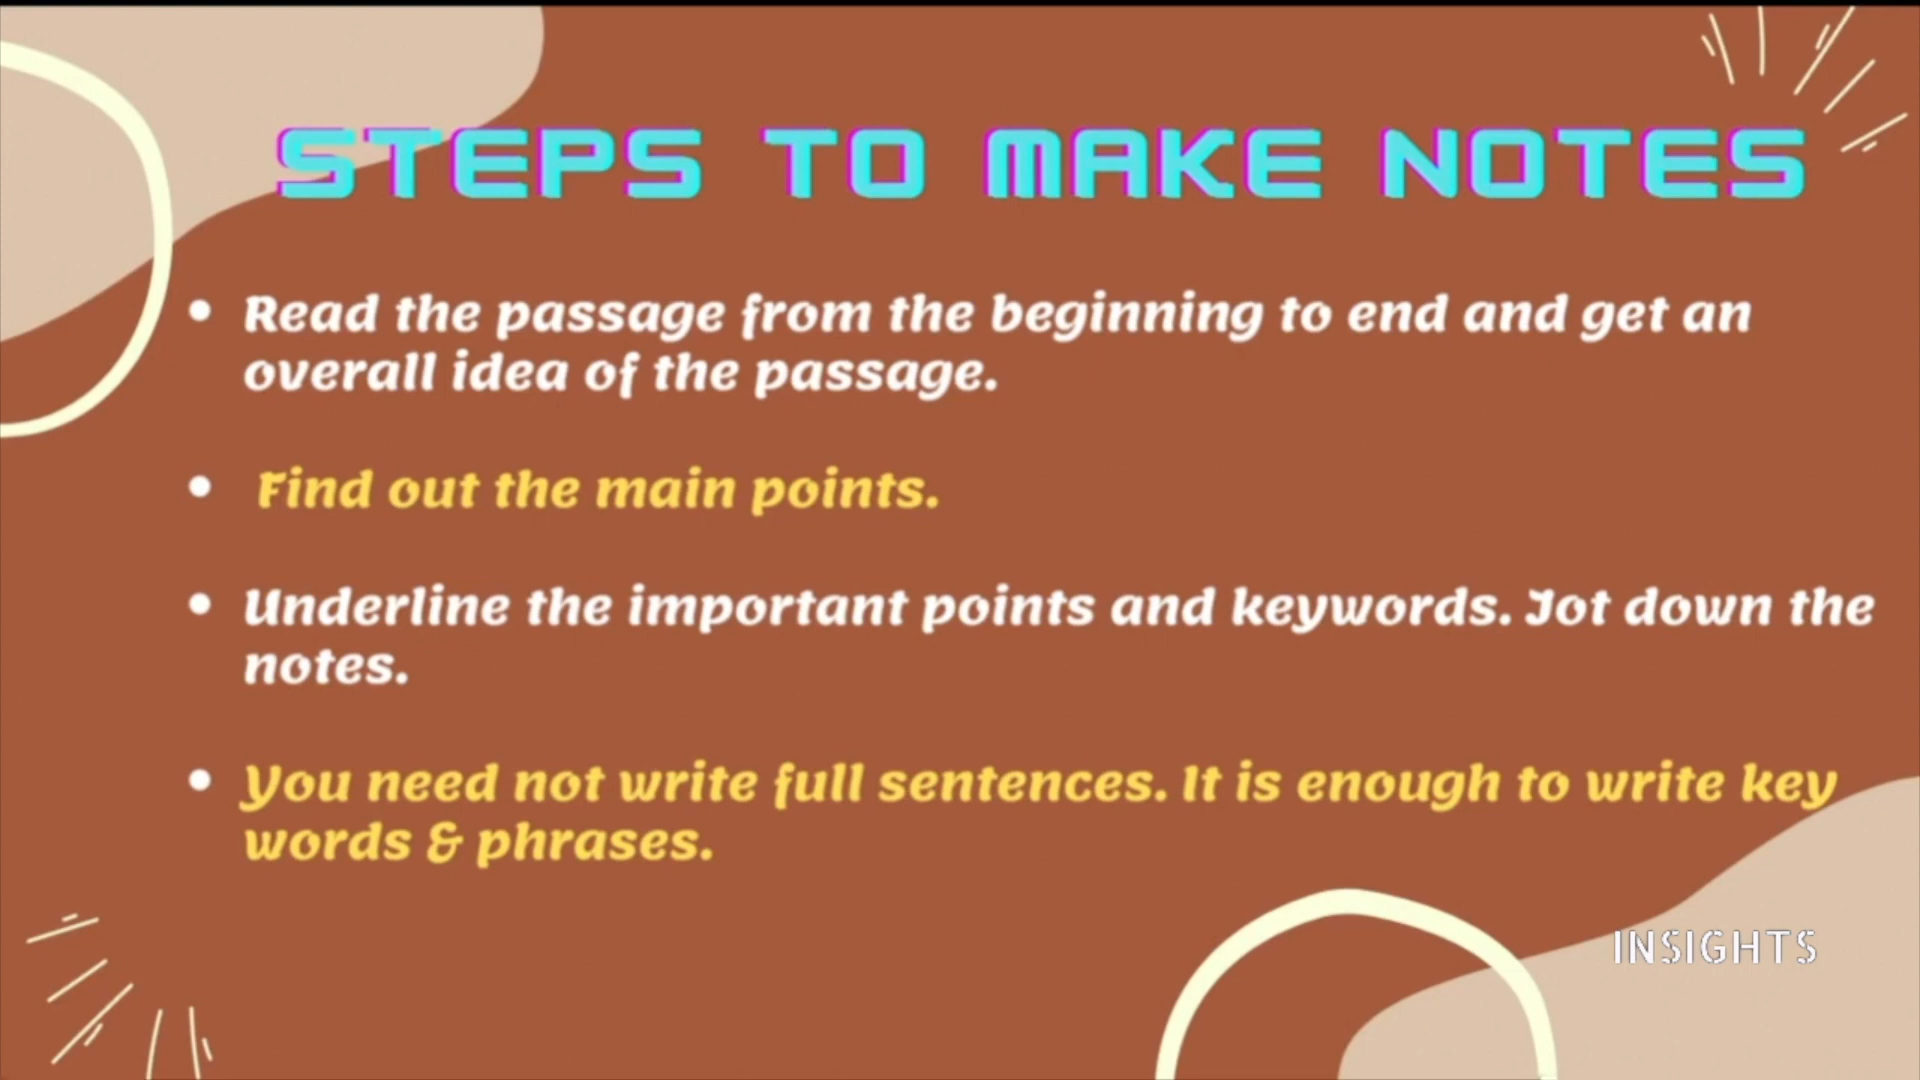 STEPS TO MAKE NOTES
• Read the passage from the beginning to end and get an
overall idea of the passage.
• Find out the main points.
• Underline the important points and keywords. Jot down the
notes.
• You need not write full sentences. It is enough to write key
words & phrases.
INSIGHTS